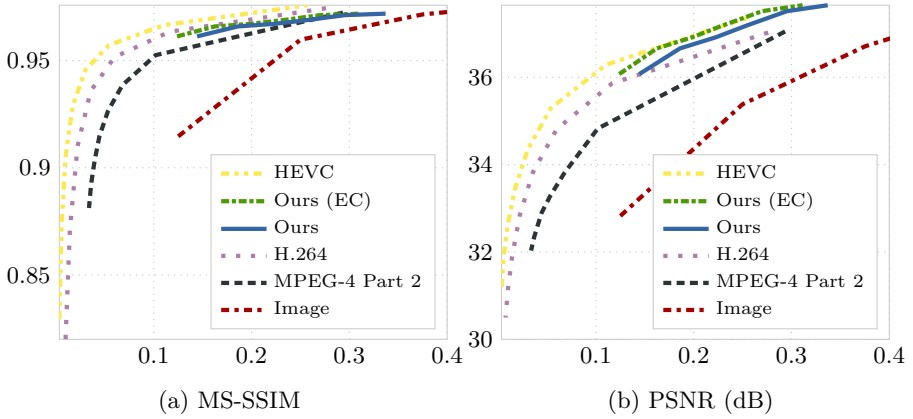 0.95
0.9
0.85
HEVC
Ours (EC)
Ours
H.264
MPEG-4 Part 2
Image
0.1 0.2 0.3 0.4
(a) MS-SSIM
36
34
32
30
HEVC
Ours (EC)
Ours
H.264
MPEG-4 Part 2
Image
0.1 0.2 0.3 0.4
(b) PSNR (dB)